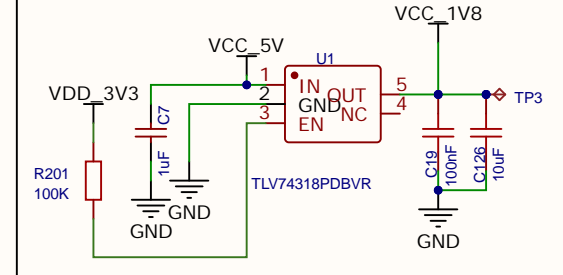 VCC_1V8
VCC_5V
U1
VDD_3V3
1
IN
OUT
5
2
GND
NC
4
3
EN
TP3
C7
1uF
R201
100K
TLV74318PDBVR
C19
100nF
C126
10uF
GND
GND
GND